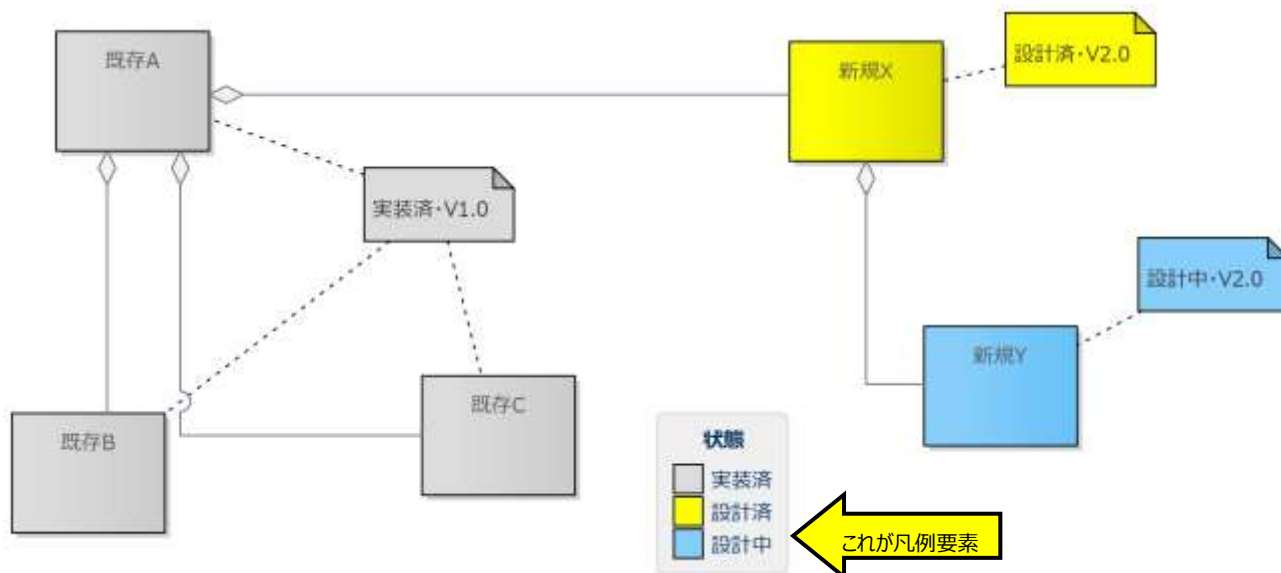 既存A
新規X
設計済・V2.0
実装済・V1.0
設計中・V2.0
新規Y
既存C
既存B
状態
実装済
設計済
設計中
これが凡例要素